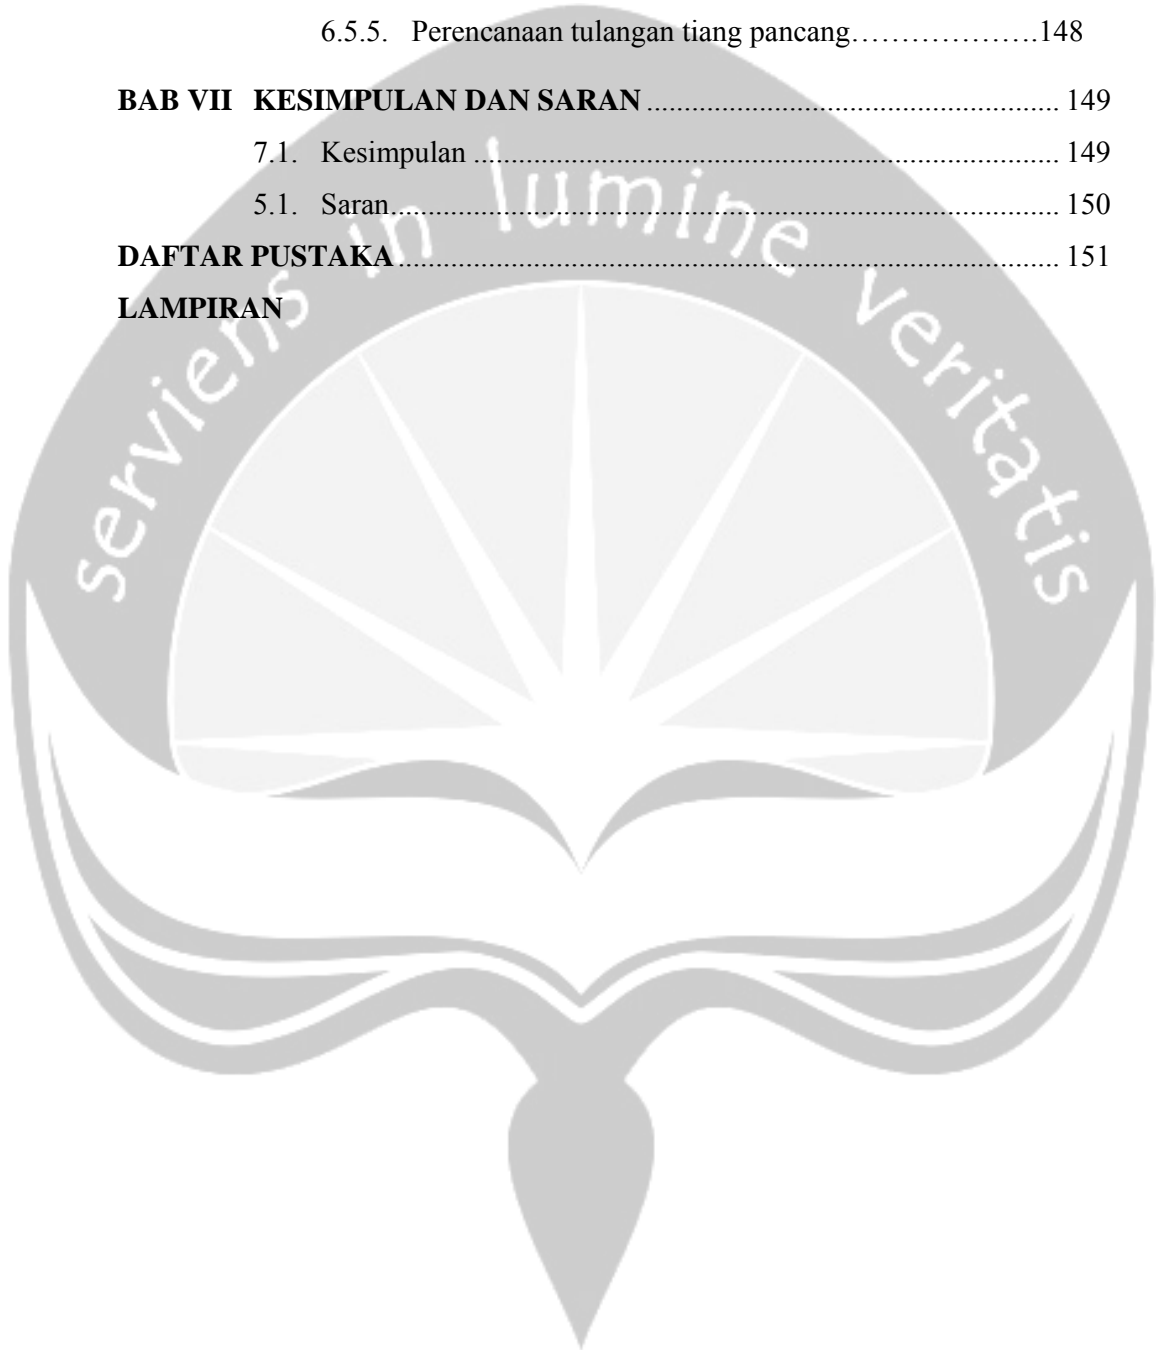 6.5.5. Perencanaan tulangan tiang pancang……………….148
BAB VII KESIMPULAN DAN SARAN ........................................................... 149
7.1. Kesimpulan .................................................................................... 149
5.1. Saran................................................................................................ 150
DAFTAR PUSTAKA............................................................................................... 151
LAMPIRAN
serviens in lumine veritatis